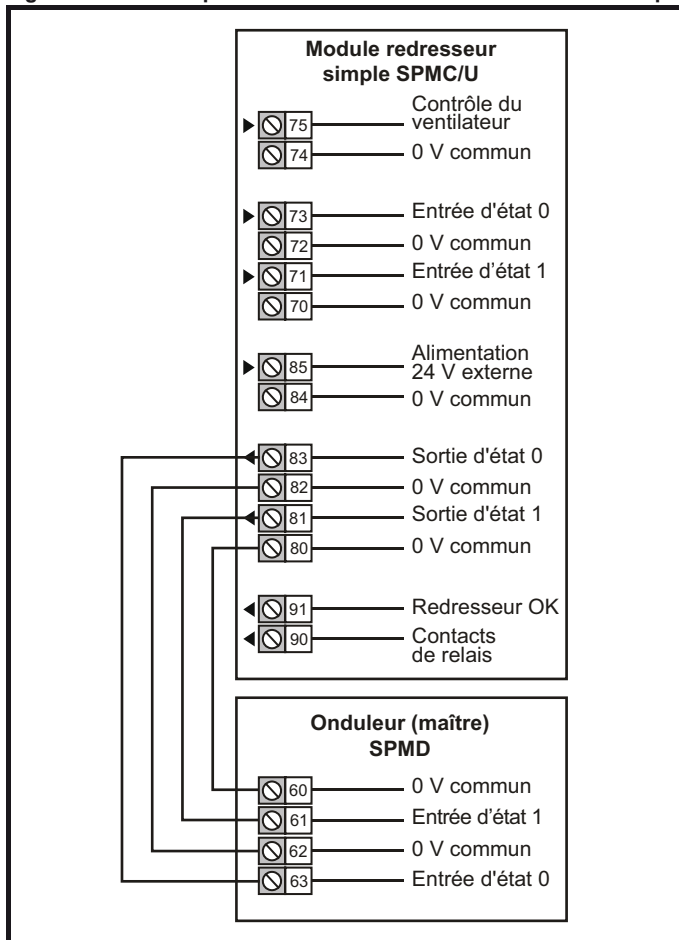 Module redresseur
simple SPMC/U
75 Contrôle du
ventilateur
74 0 V commun
73 Entrée d'état 0
72 0 V commun
71 Entrée d’état 1
70 0 V commun
85 Alimentation
24 V externe
84 0 V commun
83 Sortie d'état 0
82 0 V commun
81 Sortie d'état 1
80 0 V commun
91 Redresseur OK
90 Contacts
de relais
Onduleur (maître)
SPMD
60 0 V commun
61 Entrée d’état 1
62 0 V commun
63 Entrée d'état 0